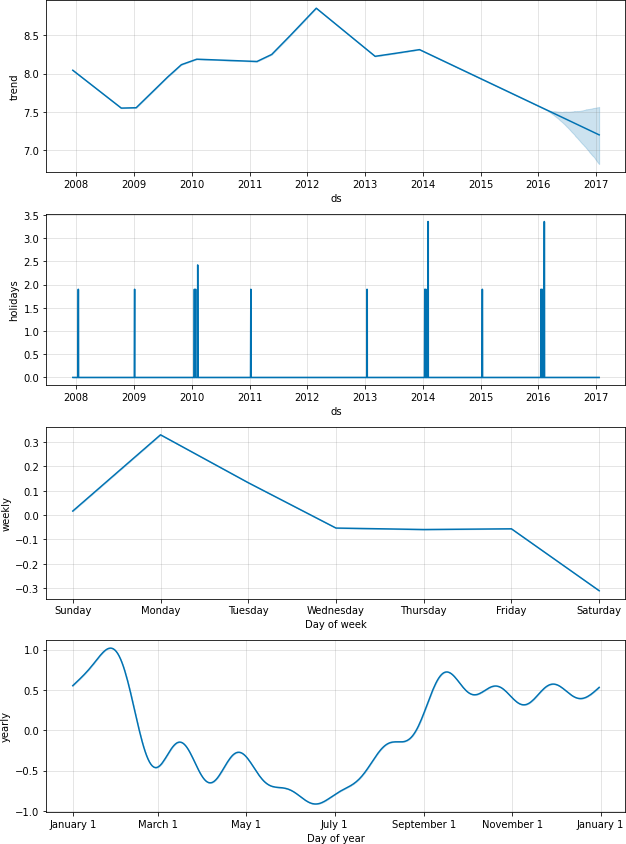 8.5
8.0
7.5
7.0
trend
2008 2009 2010 2011 2012 2013 2014 2015 2016 2017
ds
3.5
3.0
2.5
2.0
1.5
1.0
0.5
0.0
holidays
2008 2009 2010 2011 2012 2013 2014 2015 2016 2017
ds
0.3
0.2
0.1
0.0
−0.1
−0.2
−0.3
weekly
Sunday Monday Tuesday Wednesday Thursday Friday Saturday
Day of week
1.0
0.5
0.0
−0.5
−1.0
yearly
January 1 March 1 May 1 July 1 September 1 November 1 January 1
Day of year